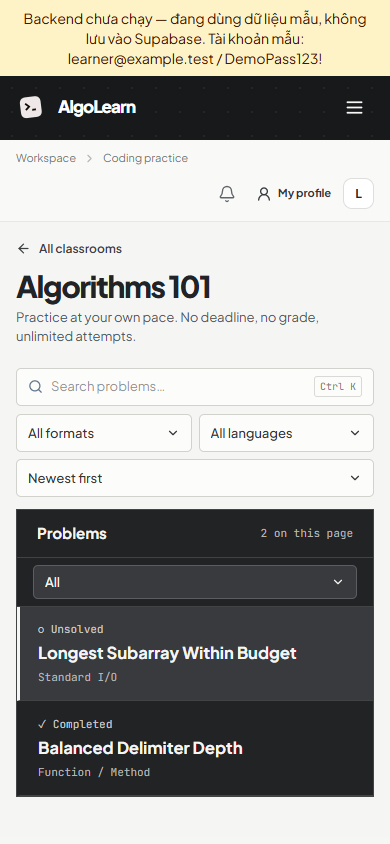 Backend chưa chạy — đang dùng dữ liệu mẫu, không
lưu vào Supabase. Tài khoản mẫu:
learner@example.test / DemoPass123!
AlgoLearn
Workspace > Coding practice
My profile L
← All classrooms
Algorithms 101
Practice at your own pace. No deadline, no grade,
unlimited attempts.
Search problems... Ctrl K
All formats All languages
Newest first
Problems 2 on this page
All
○ Unsolved
Longest Subarray Within Budget
Standard I/O
✓ Completed
Balanced Delimiter Depth
Function / Method